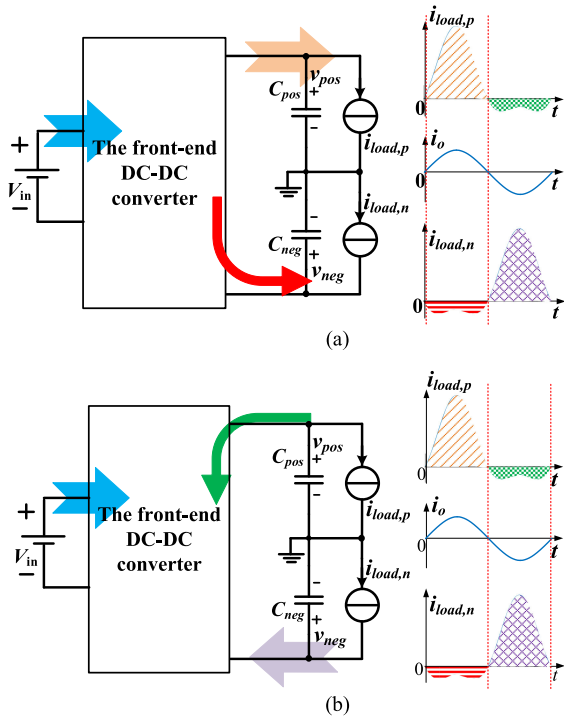 The front-end
DC-DC
converter
+
V_in
−
C_pos
+
v_pos
−
i_load,p
−
C_neg
+
v_neg
i_load,n
i_load,p
0
t
i_o
0
t
i_load,n
0
t
(a)
The front-end
DC-DC
converter
+
V_in
−
C_pos
v_pos
+
−
i_load,p
i_load,n
−
C_neg
+
v_neg
i_load,p
0
t
i_o
0
t
i_load,n
0
t
(b)